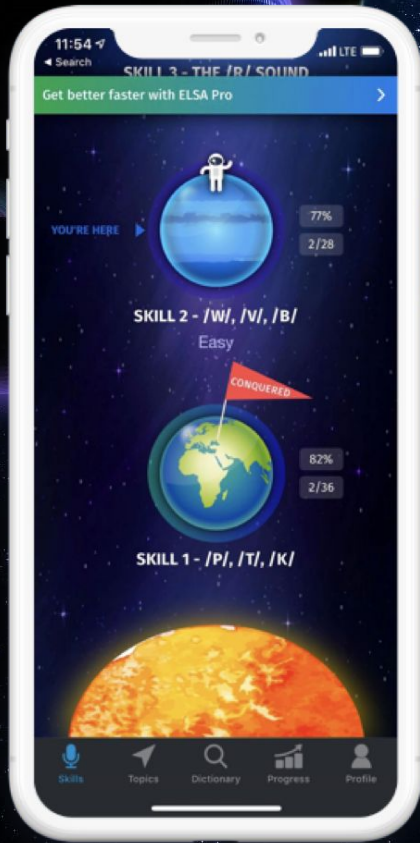 11:54
LTE
Search
SKILL 3 - THE /R/ SOUND
Get better faster with ELSA Pro
77%
YOU'RE HERE
2/28
SKILL 2 - /W/, /V/, /B/
Easy
CONQUERED
82%
2/36
SKILL 1 - /P/, /T/, /K/
Skills
Topics
Dictionary
Progress
Profile